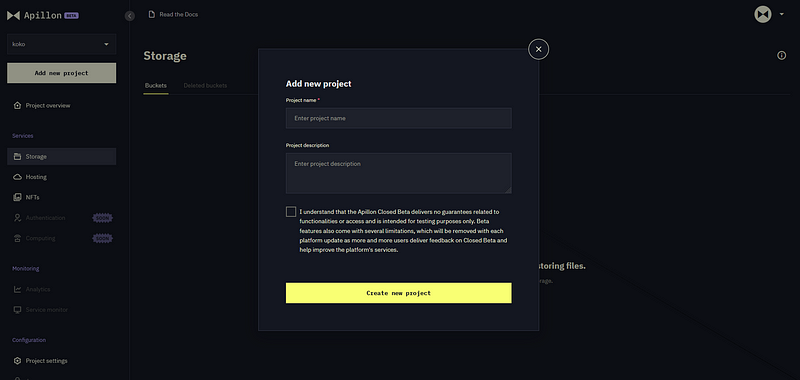 Apillon BETA
Read the Docs
koko
Add new project
Project overview
Services
Storage
Hosting
NFTs
Authentication SOON
Computing SOON
Monitoring
Analytics
Service monitor
Configuration
Project settings
Storage
Buckets
Deleted buckets
storing files.
Add new project
Project name *
Enter project name
Project description
Enter project description
I understand that the Apillon Closed Beta delivers no guarantees related to
functionalities or access and is intended for testing purposes only. Beta
features also come with several limitations, which will be removed with each
platform update as more and more users deliver feedback on Closed Beta and
help improve the platform's services.
Create new project